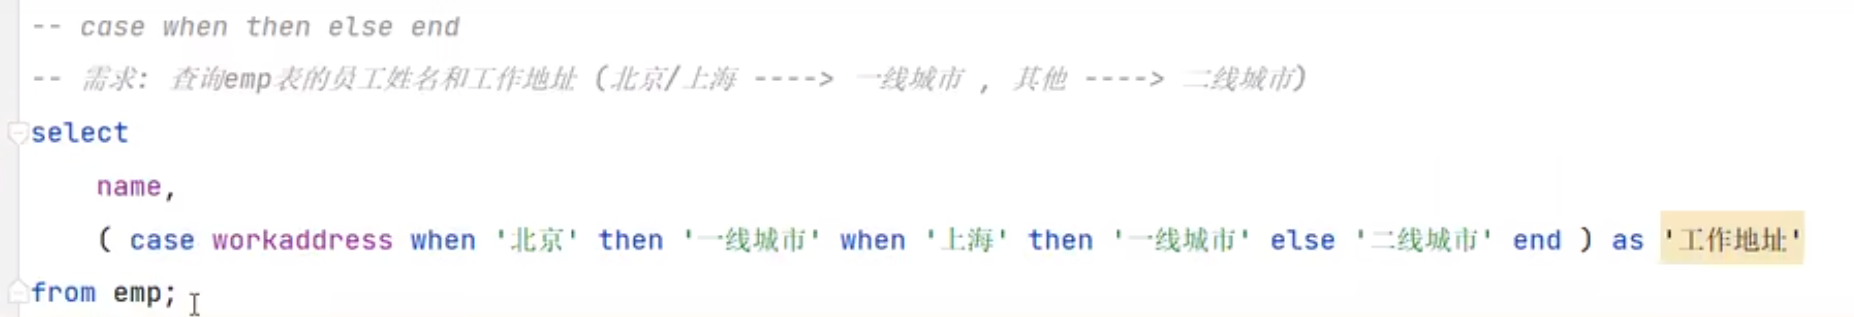 -- case when then else end
-- 需求: 查询emp表的员工姓名和工作地址 (北京/上海 ----> 一线城市 , 其他 ----> 二线城市)
select
    name,
    ( case workaddress when '北京' then '一线城市' when '上海' then '一线城市' else '二线城市' end ) as '工作地址'
from emp;